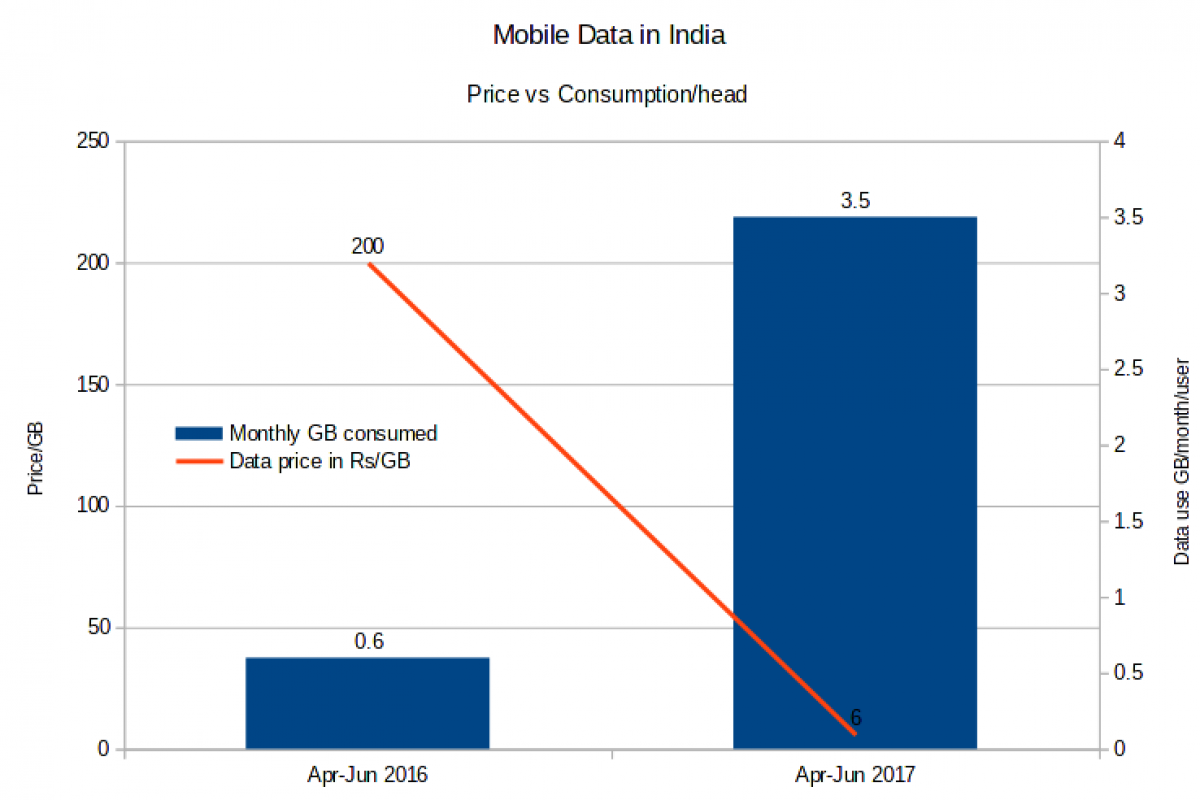 Mobile Data in India
Price vs Consumption/head
250
200
150
100
50
0
Price/GB
4
3.5
3
2.5
2
1.5
1
0.5
0
Data use GB/month/user
200
3.5
0.6
6
Monthly GB consumed
Data price in Rs/GB
Apr-Jun 2016
Apr-Jun 2017